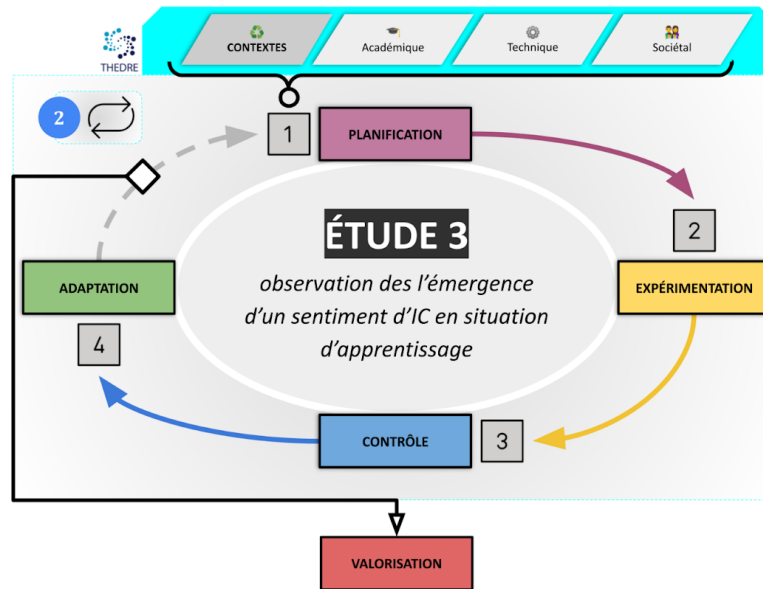 THEDRE
CONTEXTES
Académique
Technique
Sociétal
2
1
PLANIFICATION
2
ÉTUDE 3
observation des l’émergence
d’un sentiment d’IC en situation
d’apprentissage
ADAPTATION
EXPÉRIMENTATION
4
CONTRÔLE
3
VALORISATION